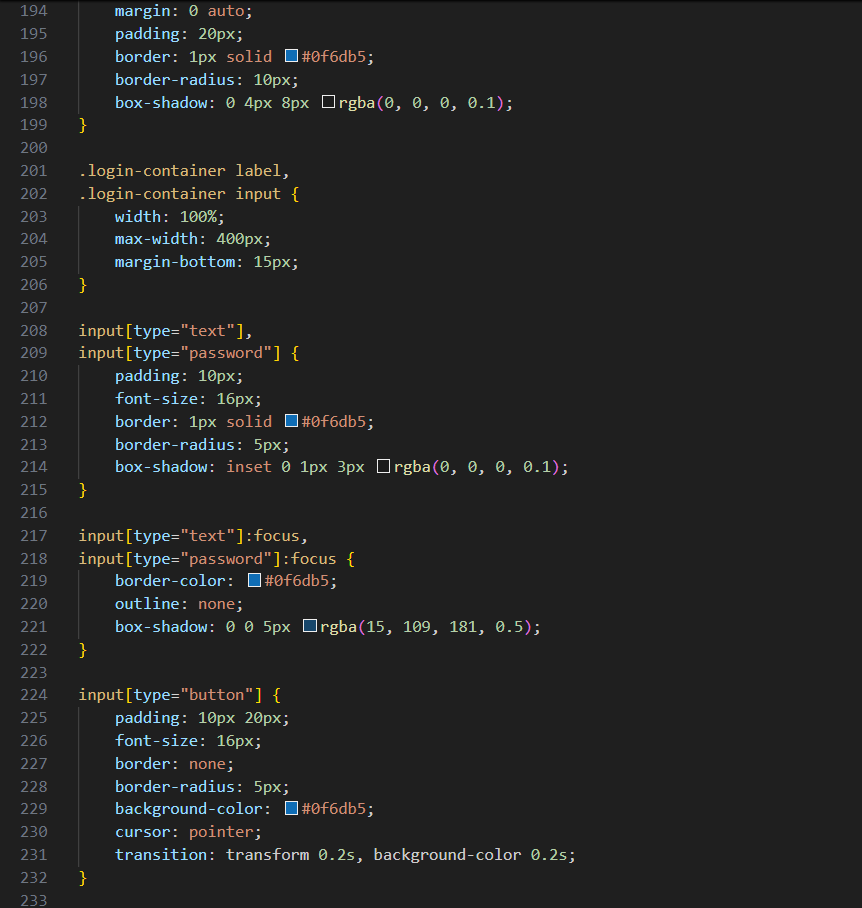 194 margin: 0 auto;
195 padding: 20px;
196 border: 1px solid #0f6db5;
197 border-radius: 10px;
198 box-shadow: 0 4px 8px rgba(0, 0, 0, 0.1);
199 }
200
201 .login-container label,
202 .login-container input {
203 width: 100%;
204 max-width: 400px;
205 margin-bottom: 15px;
206 }
207
208 input[type="text"],
209 input[type="password"] {
210 padding: 10px;
211 font-size: 16px;
212 border: 1px solid #0f6db5;
213 border-radius: 5px;
214 box-shadow: inset 0 1px 3px rgba(0, 0, 0, 0.1);
215 }
216
217 input[type="text"]:focus,
218 input[type="password"]:focus {
219 border-color: #0f6db5;
220 outline: none;
221 box-shadow: 0 0 5px rgba(15, 109, 181, 0.5);
222 }
223
224 input[type="button"] {
225 padding: 10px 20px;
226 font-size: 16px;
227 border: none;
228 border-radius: 5px;
229 background-color: #0f6db5;
230 cursor: pointer;
231 transition: transform 0.2s, background-color 0.2s;
232 }
233